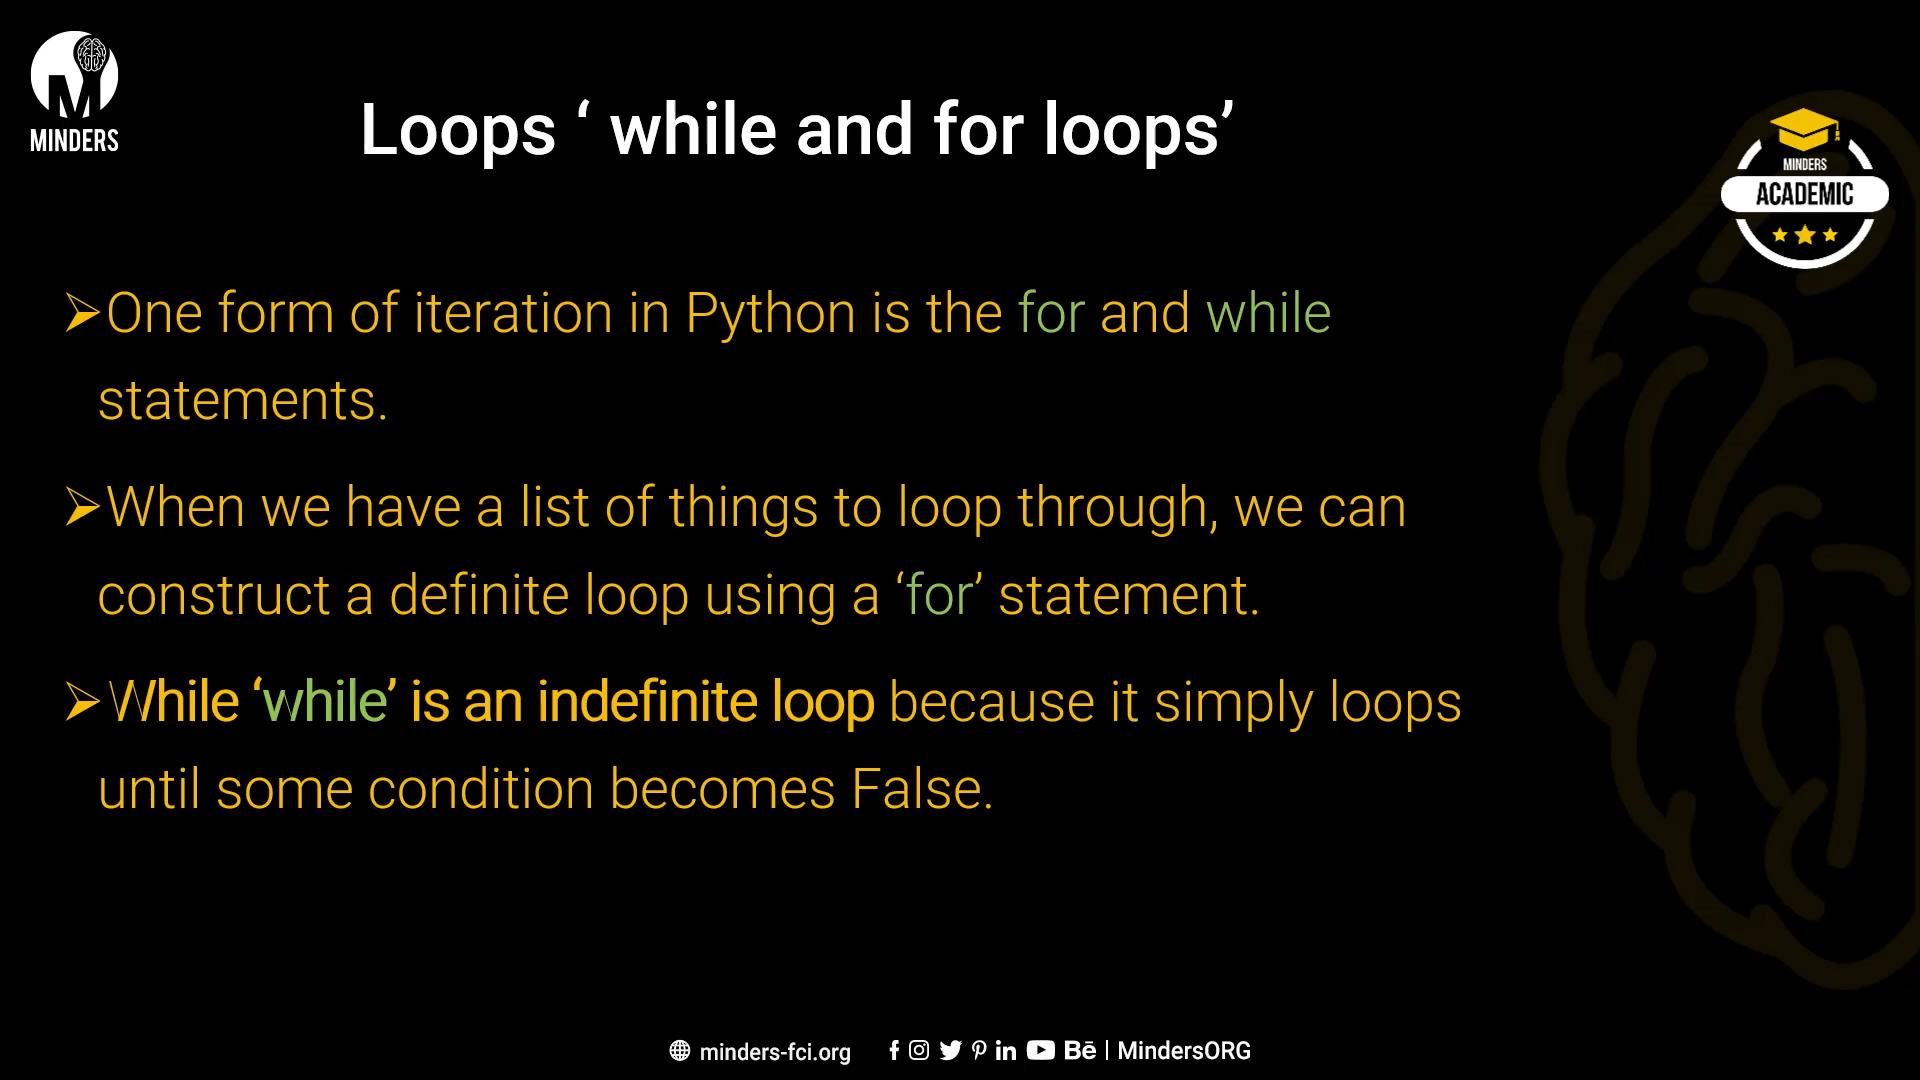 MINDERS
Loops ‘ while and for loops’
MINDERS
ACADEMIC
➢One form of iteration in Python is the for and while
statements.
➢When we have a list of things to loop through, we can
construct a definite loop using a ‘for’ statement.
➢While ‘while’ is an indefinite loop because it simply loops
until some condition becomes False.
minders-fci.org
Bē | MindersORG